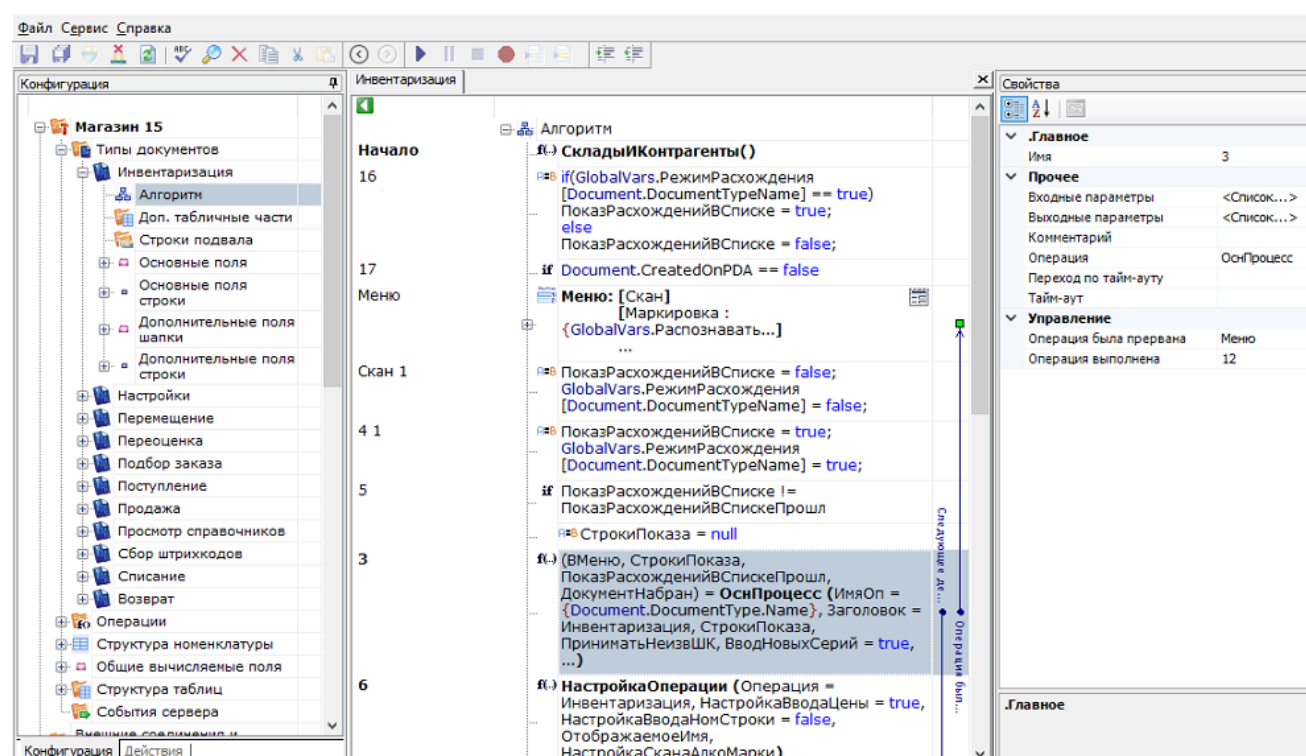 Файл Сервис Справка
Конфигурация
Магазин 15
Типы документов
Инвентаризация
Алгоритм
Доп. табличные части
Строки подвала
Основные поля
Основные поля
строки
Дополнительные поля
шапки
Дополнительные поля
строки
Настройки
Перемещение
Переоценка
Подбор заказа
Поступление
Продажа
Просмотр справочников
Сбор штрихкодов
Списание
Возврат
Операции
Структура номенклатуры
Общие вычисляемые поля
Структура таблиц
События сервера
Внешние соединения и
Конфигурация Действия
Инвентаризация
Алгоритм
Начало
f(..) СкладыИКонтрагенты()
16
A=B if(GlobalVars.РежимРасхождения
[Document.DocumentTypeName] == true)
ПоказРасхожденийВСписке = true;
else
ПоказРасхожденийВСписке = false;
17
if Document.CreatedOnPDA == false
Меню
Меню: [Скан]
[Маркировка :
{GlobalVars.Распознавать...]
...
Скан 1
A=B ПоказРасхожденийВСписке = false;
GlobalVars.РежимРасхождения
[Document.DocumentTypeName] = false;
4 1
A=B ПоказРасхожденийВСписке = true;
GlobalVars.РежимРасхождения
[Document.DocumentTypeName] = true;
5
if ПоказРасхожденийВСписке !=
ПоказРасхожденийВСпискеПрошл
A=B СтрокиПоказа = null
3
f(..) (ВМеню, СтрокиПоказа,
ПоказРасхожденийВСпискеПрошл,
ДокументНабран) = ОснПроцесс (ИмяОп =
{Document.DocumentType.Name}, Заголовок =
Инвентаризация, СтрокиПоказа,
ПриниматьНеизвШК, ВводНовыхСерий = true,
...)
6
f(..) НастройкаОперации (Операция =
Инвентаризация, НастройкаВводаЦены = true,
НастройкаВводаНомСтроки = false,
ОтображаемоеИмя,
НастройкаСканаАлкоМарки)
Следующее де...
Операция был...
Свойства
.Главное
Имя 3
Прочее
Входные параметры <Список...>
Выходные параметры <Список...>
Комментарий
Операция ОснПроцесс
Переход по тайм-ауту
Тайм-аут
Управление
Операция была прервана Меню
Операция выполнена 12
.Главное